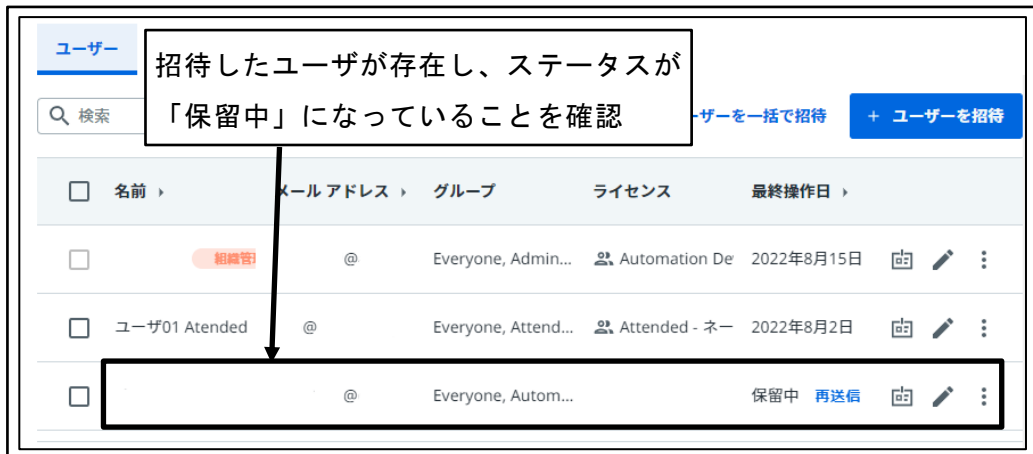 ユーザー
招待したユーザが存在し、ステータスが
「保留中」になっていることを確認
検索
ーザーを一括で招待
+ ユーザーを招待
名前 メール アドレス グループ ライセンス 最終操作日
組織管理 @ Everyone, Admin... Automation De 2022年8月15日
ユーザ01 Atended @ Everyone, Attend... Attended - ネー 2022年8月2日
@ Everyone, Autom... 保留中 再送信